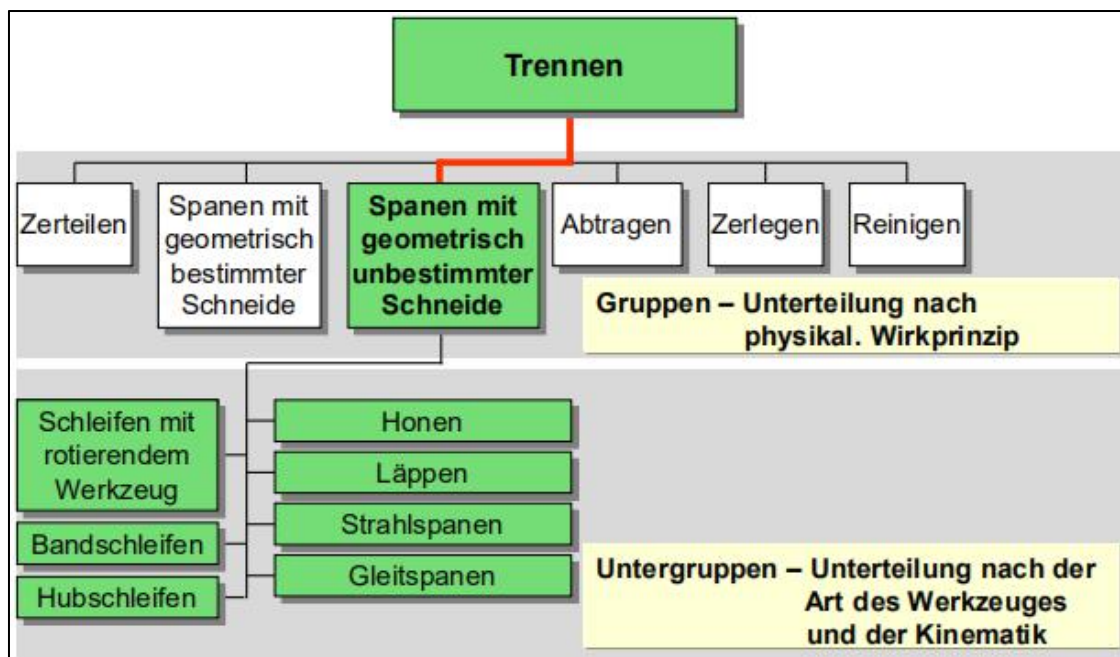 Trennen
Zerteilen
Spanen mit
geometrisch
bestimmter
Schneide
Spanen mit
geometrisch
unbestimmter
Schneide
Abtragen
Zerlegen
Reinigen
Gruppen – Unterteilung nach
physikal. Wirkprinzip
Schleifen mit
rotierendem
Werkzeug
Bandschleifen
Hubschleifen
Honen
Läppen
Strahlspanen
Gleitspanen
Untergruppen – Unterteilung nach der
Art des Werkzeuges
und der Kinematik